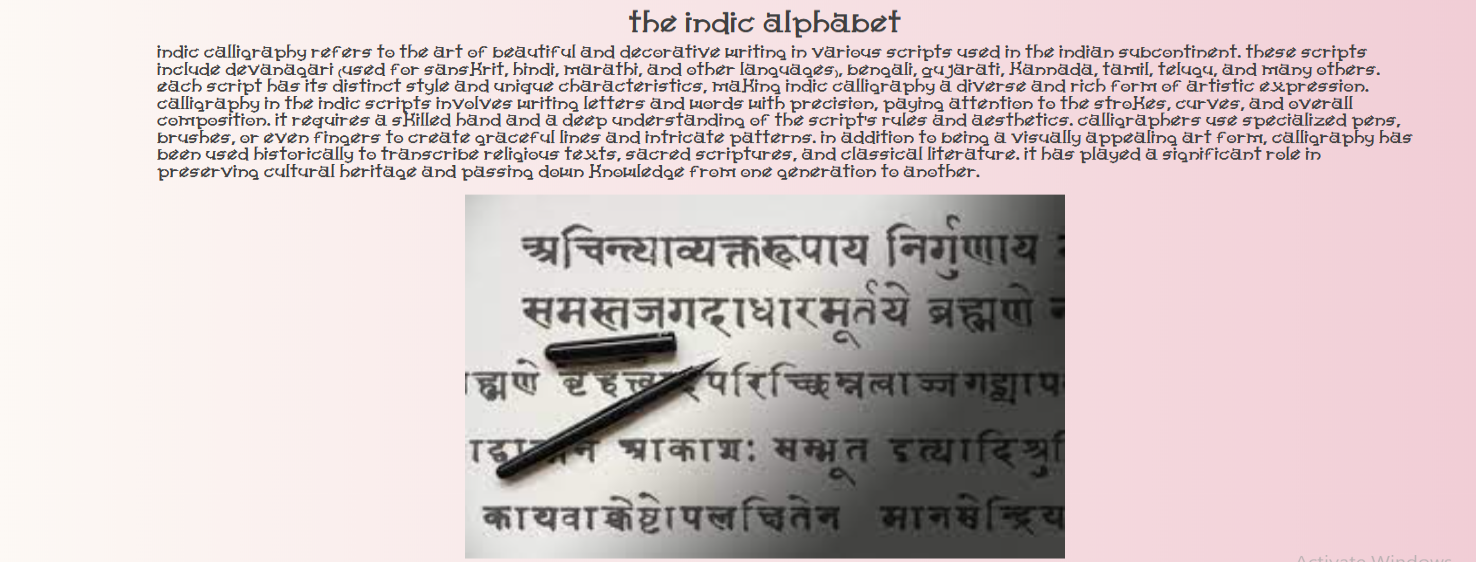 the indic alphabet
indic calligraphy refers to the art of beautiful and decorative writing in various scripts used in the indian subcontinent. these scripts
include devanagari (used for sanskrit, hindi, marathi, and other languages), bengali, gujarati, kannada, tamil, telugu, and many others.
each script has its distinct style and unique characteristics, making indic calligraphy a diverse and rich form of artistic expression.
calligraphy in the indic scripts involves writing letters and words with precision, paying attention to the strokes, curves, and overall
composition. it requires a skilled hand and a deep understanding of the script's rules and aesthetics. calligraphers use specialized pens,
brushes, or even fingers to create graceful lines and intricate patterns. in addition to being a visually appealing art form, calligraphy has
been used historically to transcribe religious texts, sacred scriptures, and classical literature. it has played a significant role in
preserving cultural heritage and passing down knowledge from one generation to another.
अचिन्त्याव्यक्तरूपाय निर्गुणाय
समस्तजगदाधारमूर्तये ब्रह्मणे
आकाशः सम्भूत इत्यादि
Activate Windows